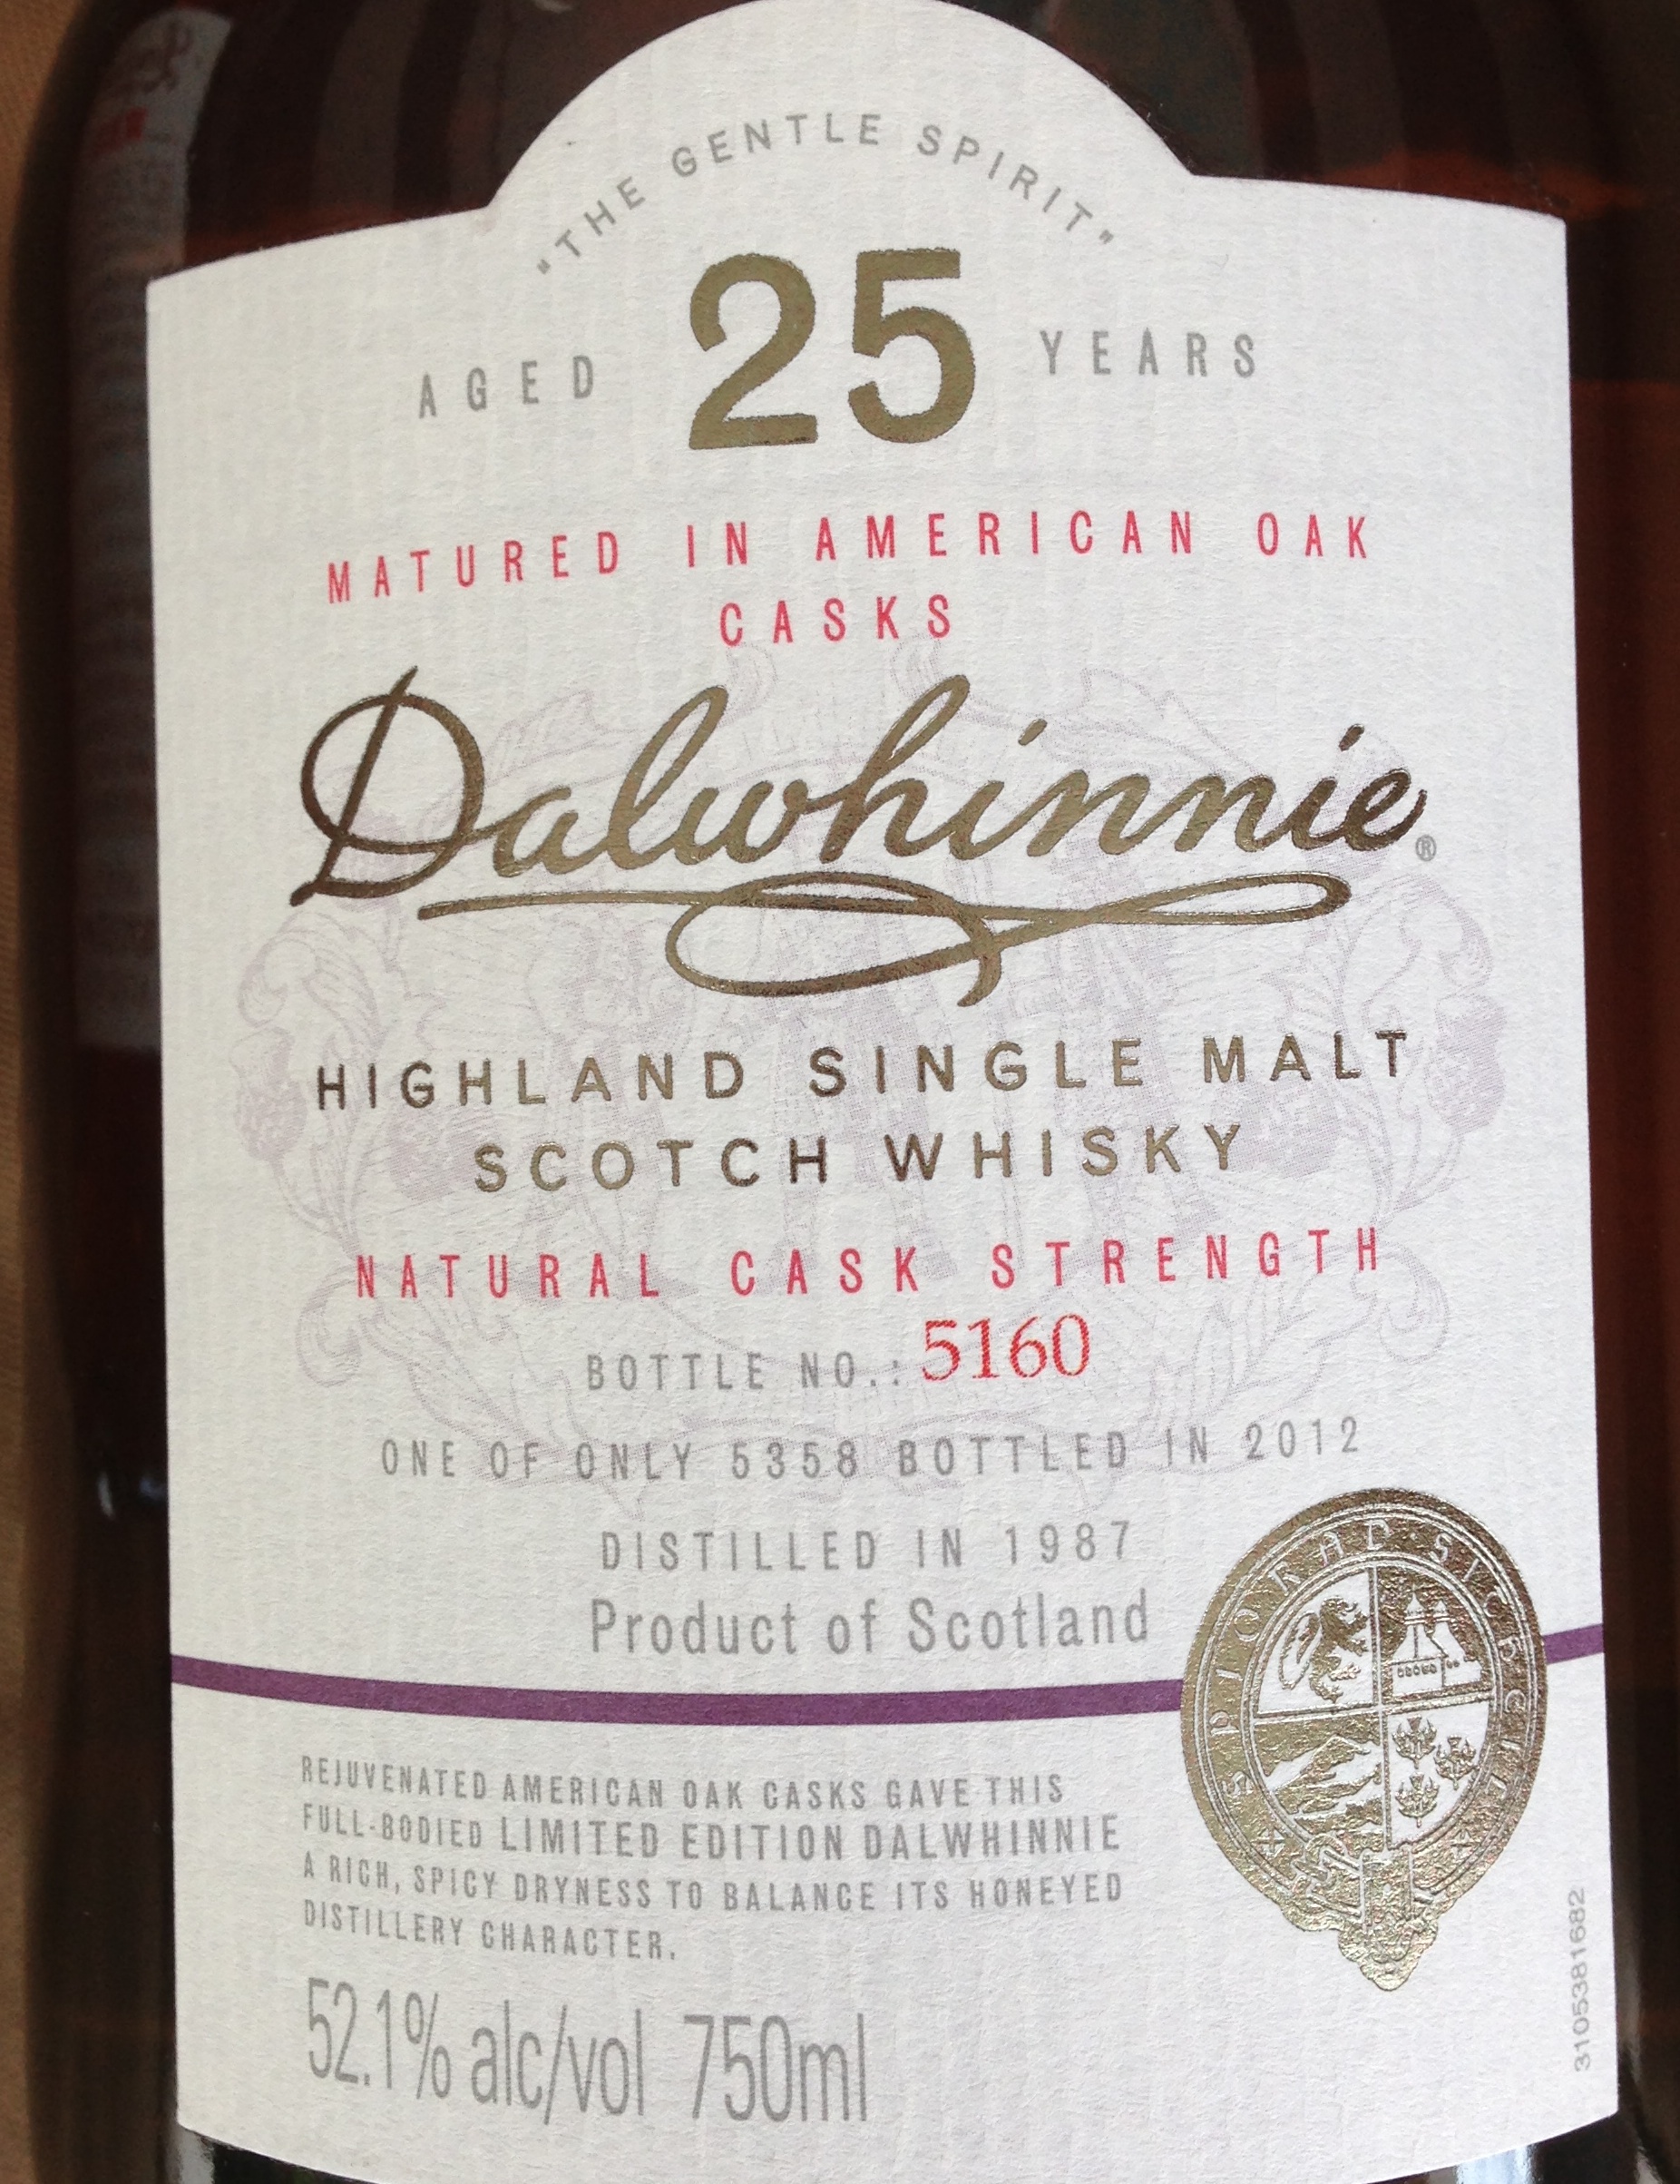 "THE GENTLE SPIRIT"
AGED 25 YEARS
MATURED IN AMERICAN OAK
CASKS
Dalwhinnie®
HIGHLAND SINGLE MALT
SCOTCH WHISKY
NATURAL CASK STRENGTH
BOTTLE NO.: 5160
ONE OF ONLY 5358 BOTTLED IN 2012
DISTILLED IN 1987
Product of Scotland
REJUVENATED AMERICAN OAK CASKS GAVE THIS
FULL-BODIED LIMITED EDITION DALWHINNIE
A RICH, SPICY DRYNESS TO BALANCE ITS HONEYED
DISTILLERY CHARACTER.
52.1% alc/vol 750ml
3105381682